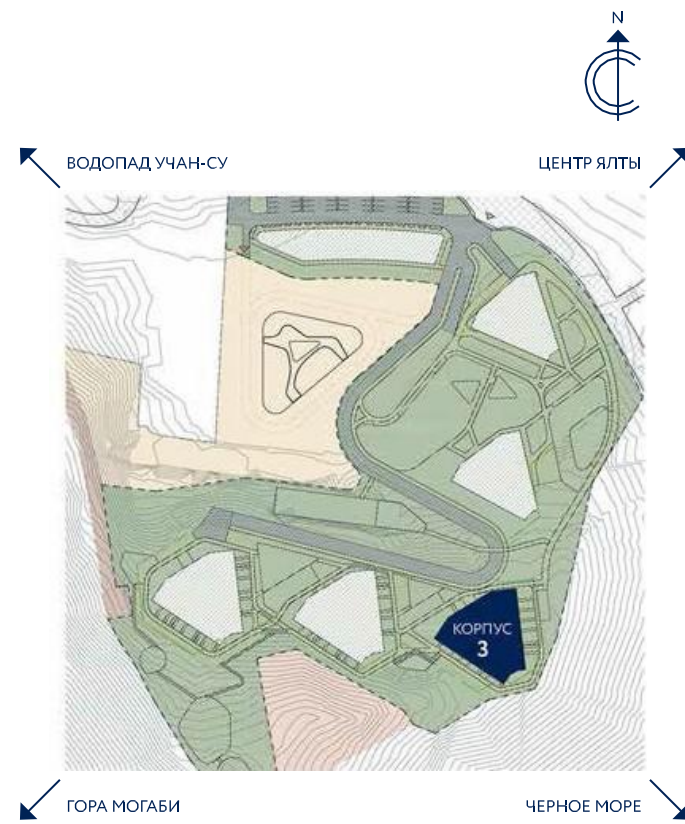 N
ВОДОПАД УЧАН-СУ
ЦЕНТР ЯЛТЫ
КОРПУС
3
ГОРА МОГАБИ
ЧЕРНОЕ МОРЕ